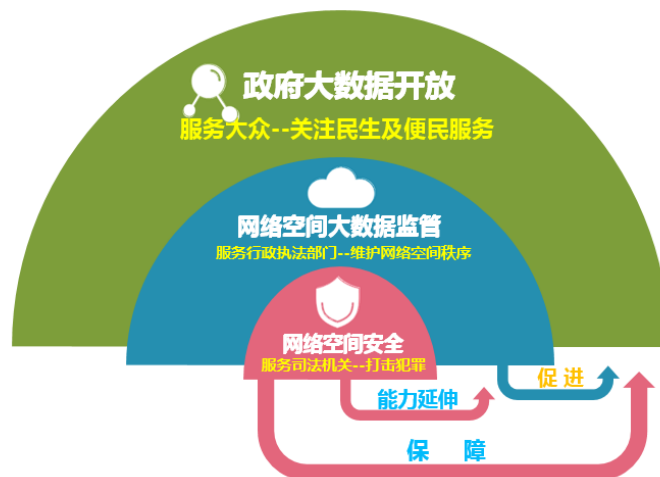 政府大数据开放
服务大众--关注民生及便民服务
网络空间大数据监管
服务行政执法部门--维护网络空间秩序
网络空间安全
服务司法机关--打击犯罪
促进
能力延伸
保 障